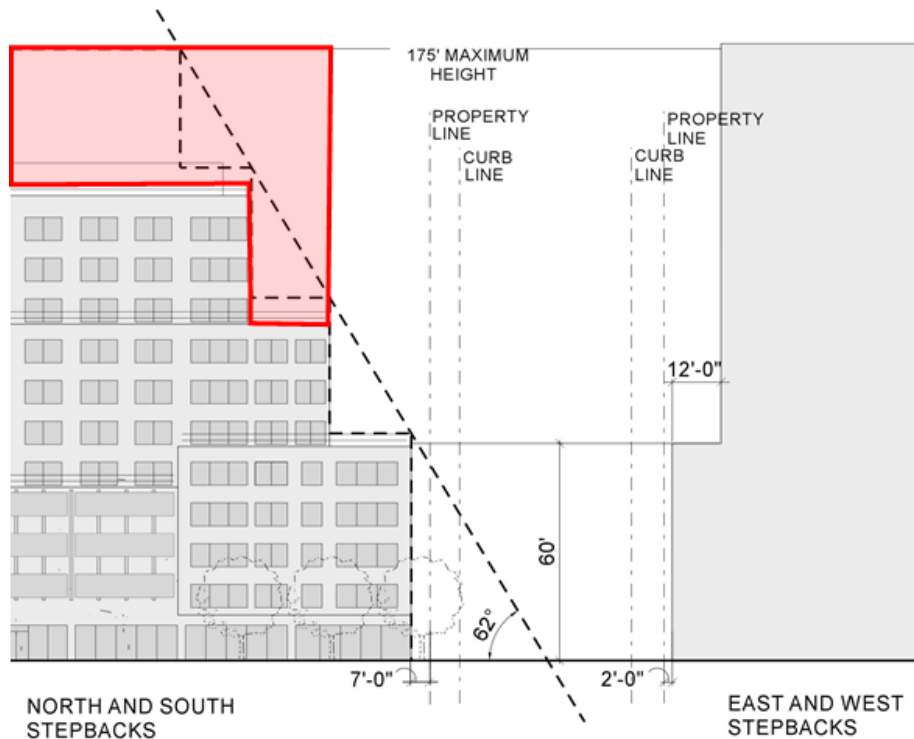 175' MAXIMUM
HEIGHT
PROPERTY
LINE
CURB
LINE
PROPERTY
LINE
CURB
LINE
12'-0"
60'
62°
7'-0"
2'-0"
NORTH AND SOUTH
STEPBACKS
EAST AND WEST
STEPBACKS